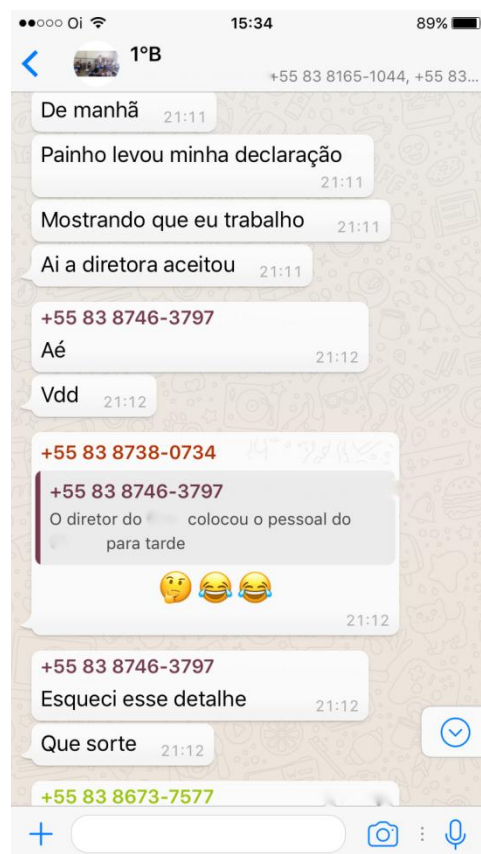 Oi 15:34 89%
1°B
+55 83 8165-1044, +55 83...
De manhã 21:11
Painho levou minha declaração
21:11
Mostrando que eu trabalho 21:11
Ai a diretora aceitou 21:11
+55 83 8746-3797
Aé 21:12
Vdd 21:12
+55 83 8738-0734
+55 83 8746-3797
O diretor do colocou o pessoal do
para tarde
21:12
+55 83 8746-3797
Esqueci esse detalhe 21:12
Que sorte 21:12
+55 83 8673-7577